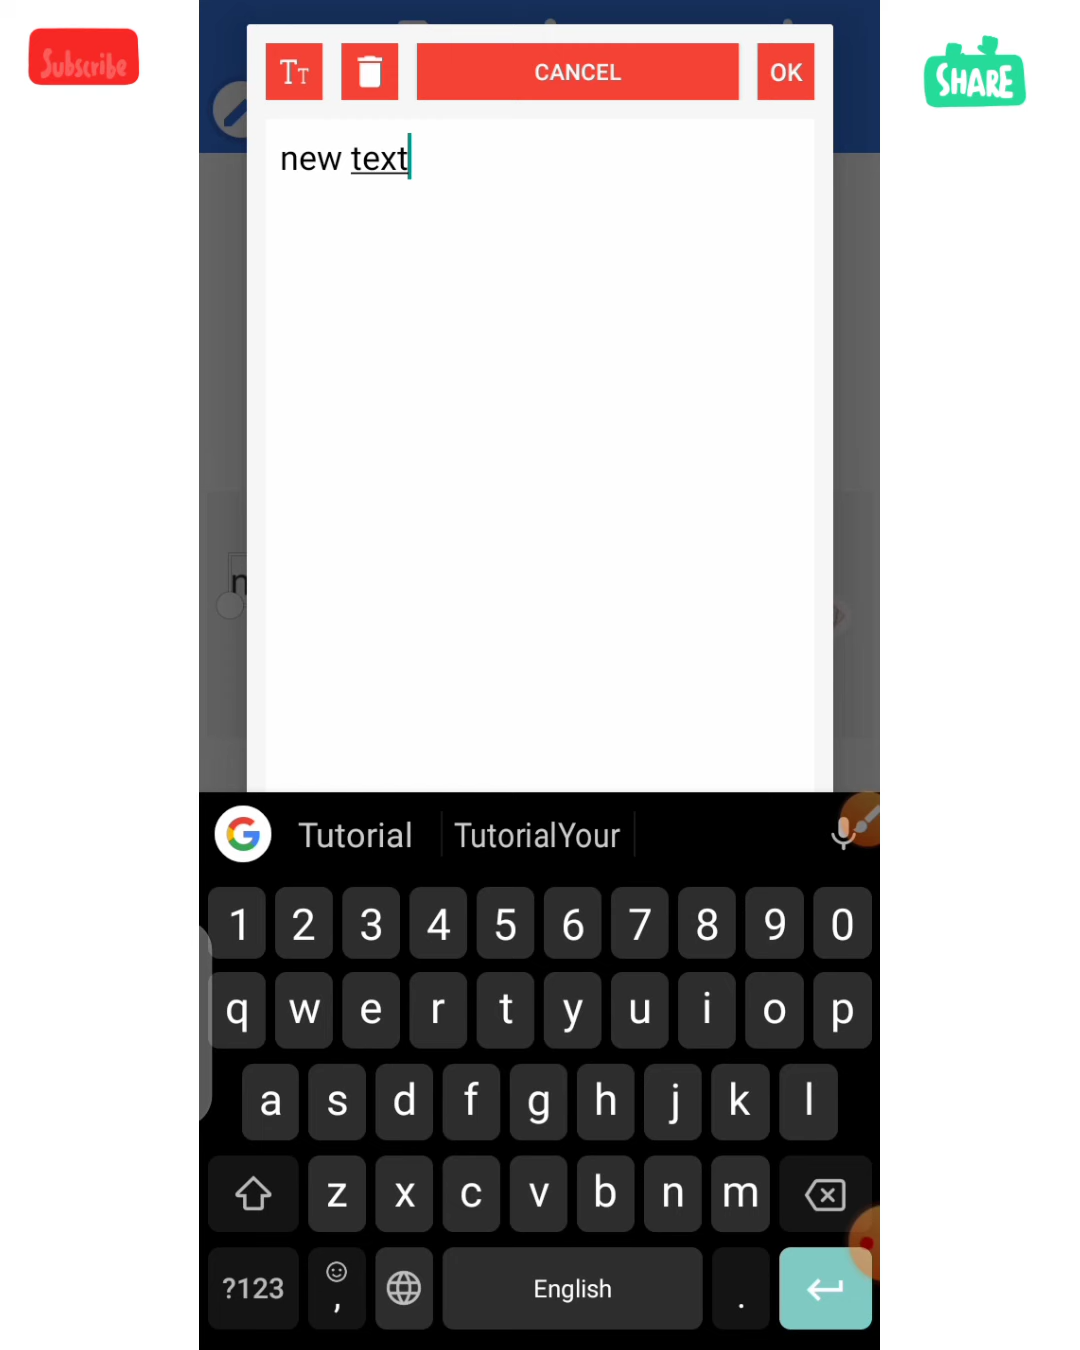 Subscribe
SHARE
TT CANCEL OK
new text
n
G Tutorial TutorialYour
1 2 3 4 5 6 7 8 9 0
q w e r t y u i o p
a s d f g h j k l
z x c v b n m
?123 , English .